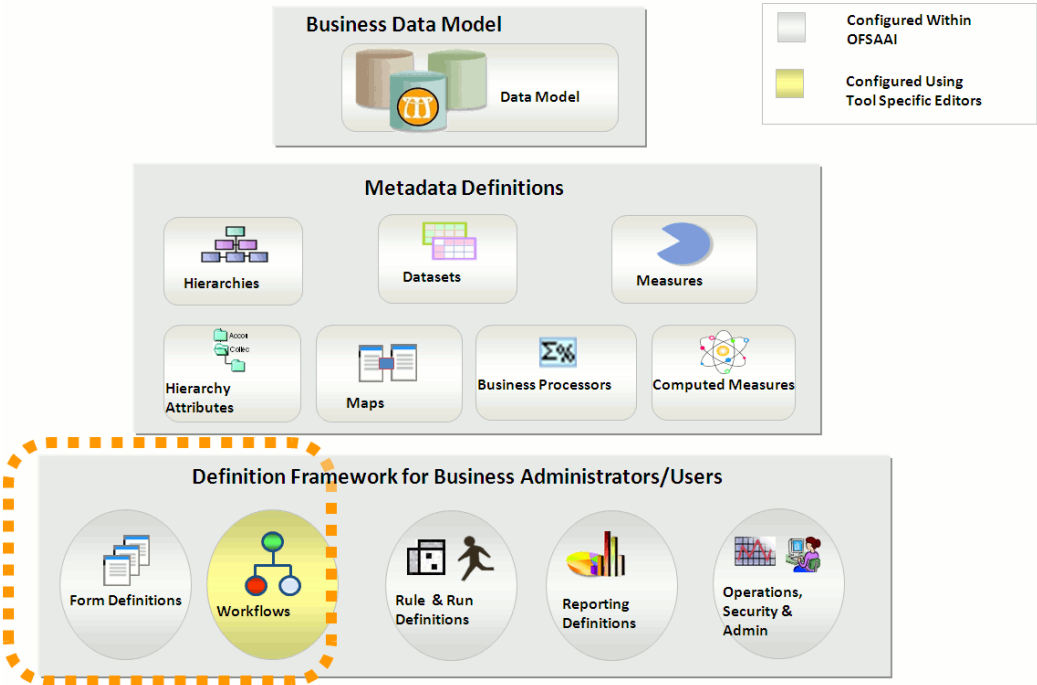 Business Data Model
Data Model
Configured Within
OFSAAI
Configured Using
Tool Specific Editors
Metadata Definitions
Hierarchies
Datasets
Measures
Accou
Collec
Hierarchy
Attributes
Maps
Σ%
Business Processors
Computed Measures
Definition Framework for Business Administrators/Users
Form Definitions
Workflows
Rule & Run
Definitions
Reporting
Definitions
Operations,
Security &
Admin